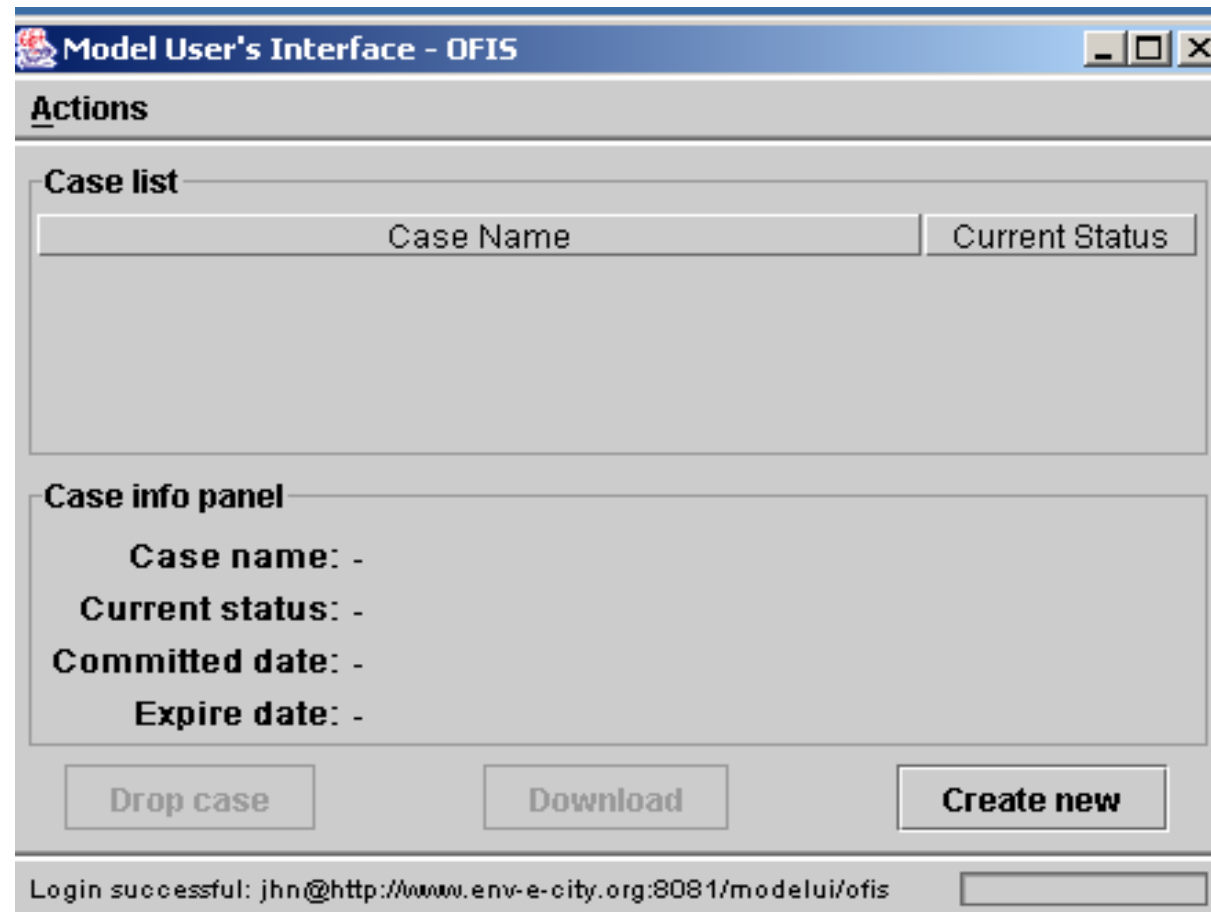 Model User's Interface - OFIS
Actions
Case list
Case Name Current Status
Case info panel
Case name: -
Current status: -
Committed date: -
Expire date: -
Drop case Download Create new
Login successful: jhn@http://www.env-e-city.org:8081/modelui/ofis